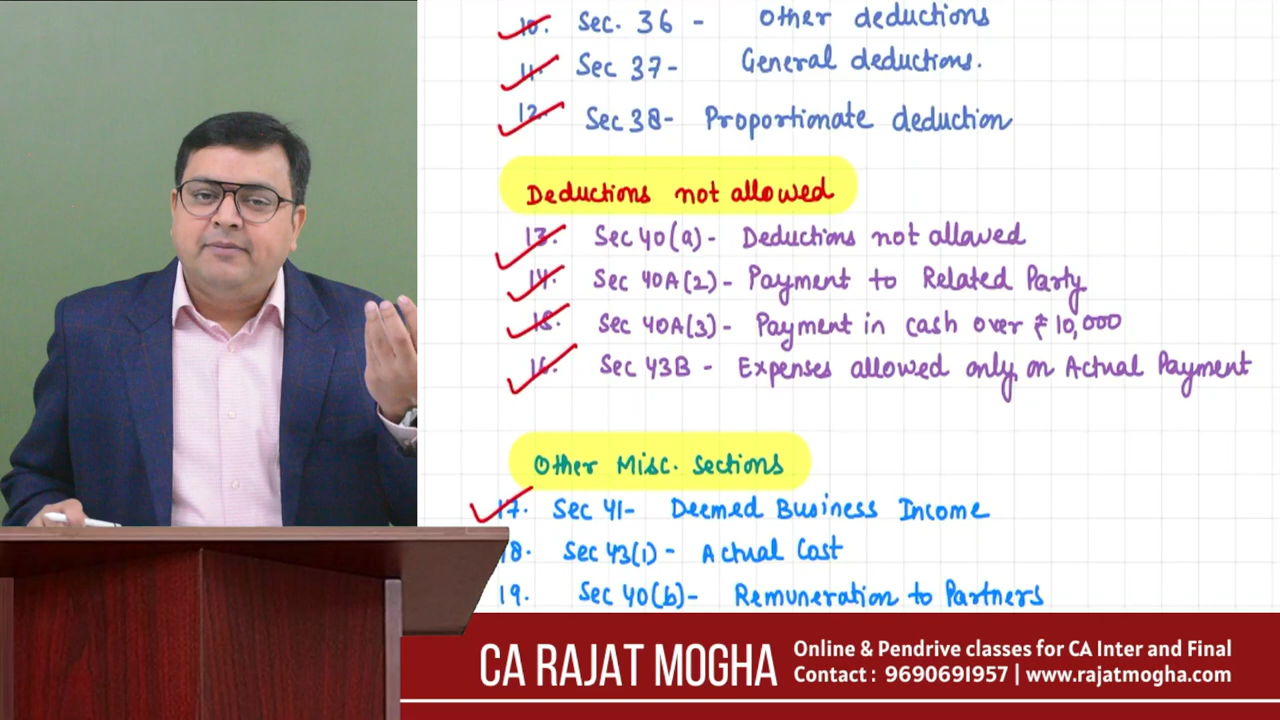 10. Sec. 36 - Other deductions
11. Sec 37- General deductions.
12. Sec 38- Proportionate deduction
Deductions not allowed
13. Sec 40(a)- Deductions not allowed
14. Sec 40A(2)- Payment to Related Party
15. Sec 40A(3)- Payment in cash over ₹ 10,000
16. Sec 43B - Expenses allowed only on Actual Payment
Other Misc. Sections
17. Sec 41- Deemed Business Income
18. Sec 43(1)- Actual Cost
19. Sec 40(b)- Remuneration to Partners
CA RAJAT MOGHA
Online & Pendrive classes for CA Inter and Final
Contact : 9690691957 | www.rajatmogha.com